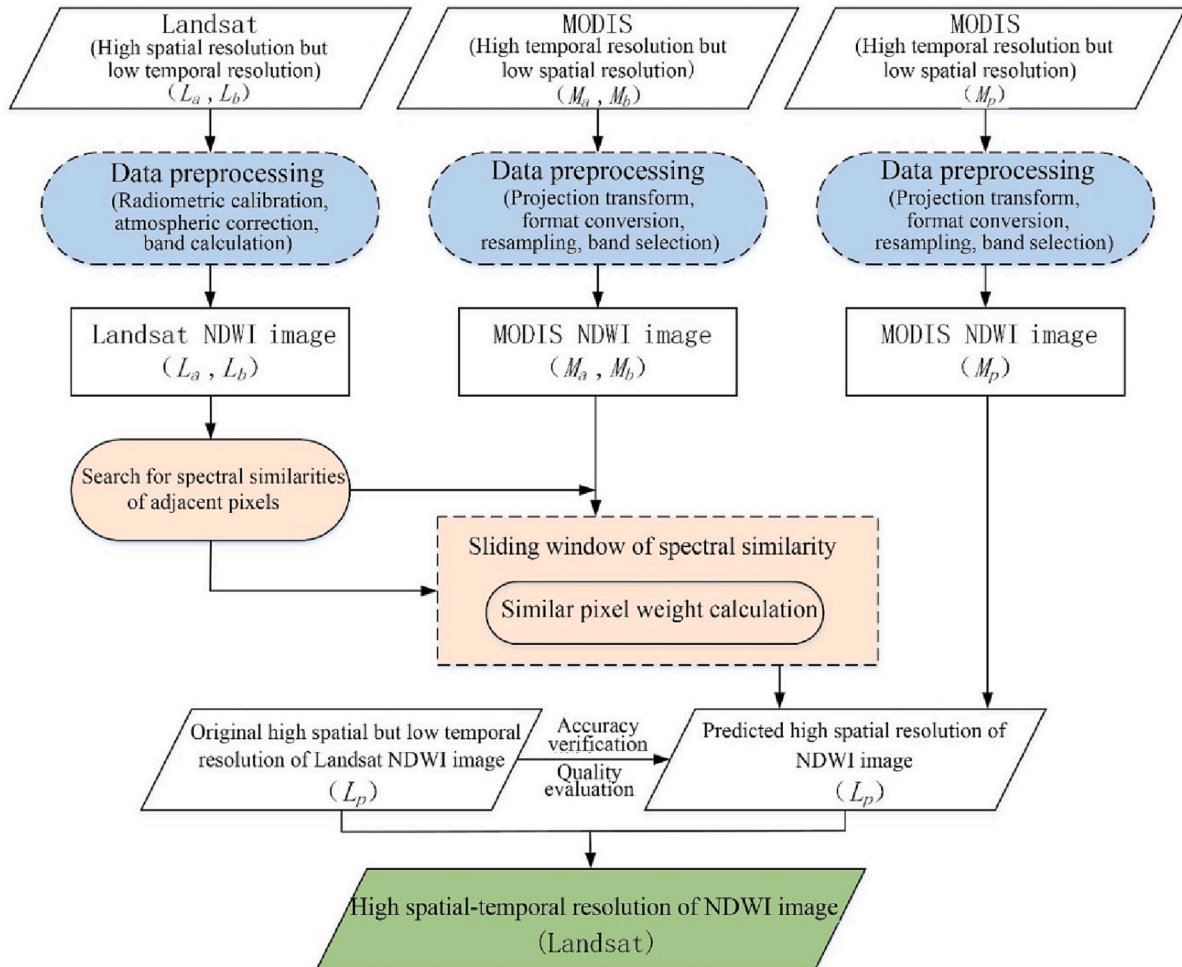 Landsat
(High spatial resolution but
low temporal resolution)
(La , Lb)
MODIS
(High temporal resolution but
low spatial resolution)
(Ma , Mb)
MODIS
(High temporal resolution but
low spatial resolution)
(Mp)
Data preprocessing
(Radiometric calibration,
atmospheric correction,
band calculation)
Data preprocessing
(Projection transform,
format conversion,
resampling, band selection)
Data preprocessing
(Projection transform,
format conversion,
resampling, band selection)
Landsat NDWI image
(La , Lb)
MODIS NDWI image
(Ma , Mb)
MODIS NDWI image
(Mp)
Search for spectral similarities
of adjacent pixels
Sliding window of spectral similarity
Similar pixel weight calculation
Original high spatial but low temporal
resolution of Landsat NDWI image
(Lp)
Accuracy
verification
Quality
evaluation
Predicted high spatial resolution of
NDWI image
(Lp)
High spatial-temporal resolution of NDWI image
(Landsat)